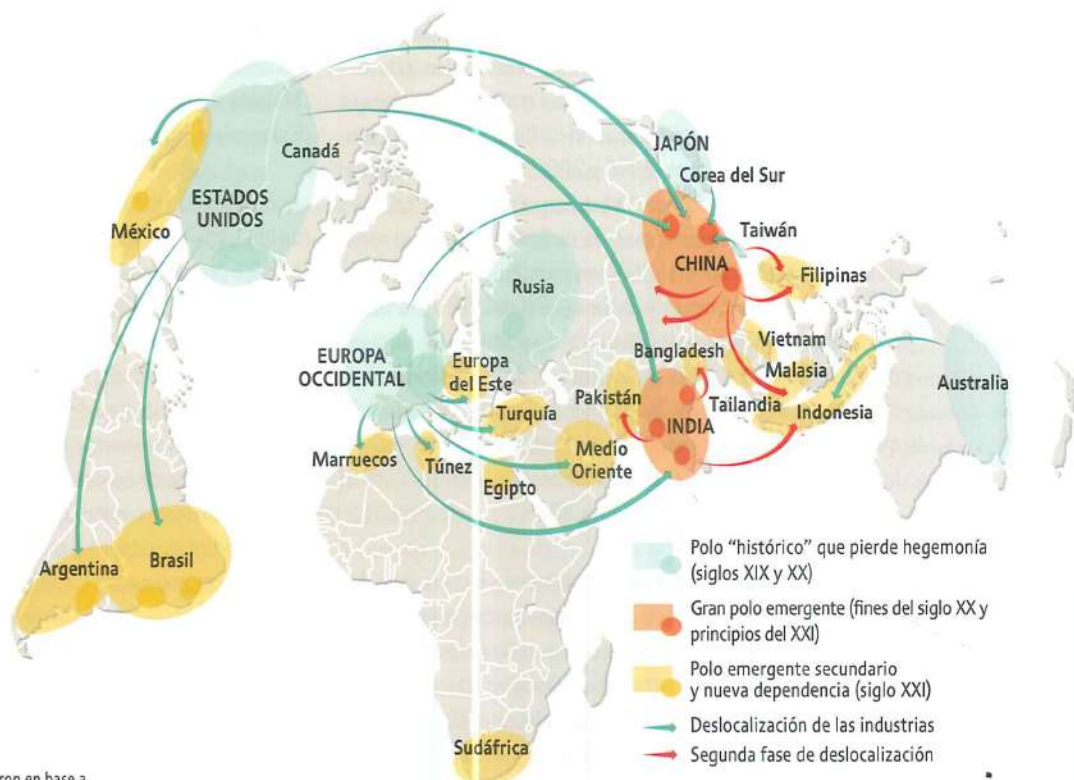 JAPÓN
Corea del Sur
Canadá
ESTADOS
UNIDOS
México
Taiwán
CHINA
Filipinas
Rusia
EUROPA
OCCIDENTAL
Europa
del Este
Bangladesh
Vietnam
Malasia
Pakistán
Tailandia
Indonesia
Australia
Turquía
INDIA
Marruecos
Túnez
Medio
Oriente
Egipto
Argentina
Brasil
Sudáfrica
Polo “histórico” que pierde hegemonía
(siglos XIX y XX)
Gran polo emergente (fines del siglo XX y
principios del XXI)
Polo emergente secundario
y nueva dependencia (siglo XXI)
Deslocalización de las industrias
Segunda fase de deslocalización
en base a